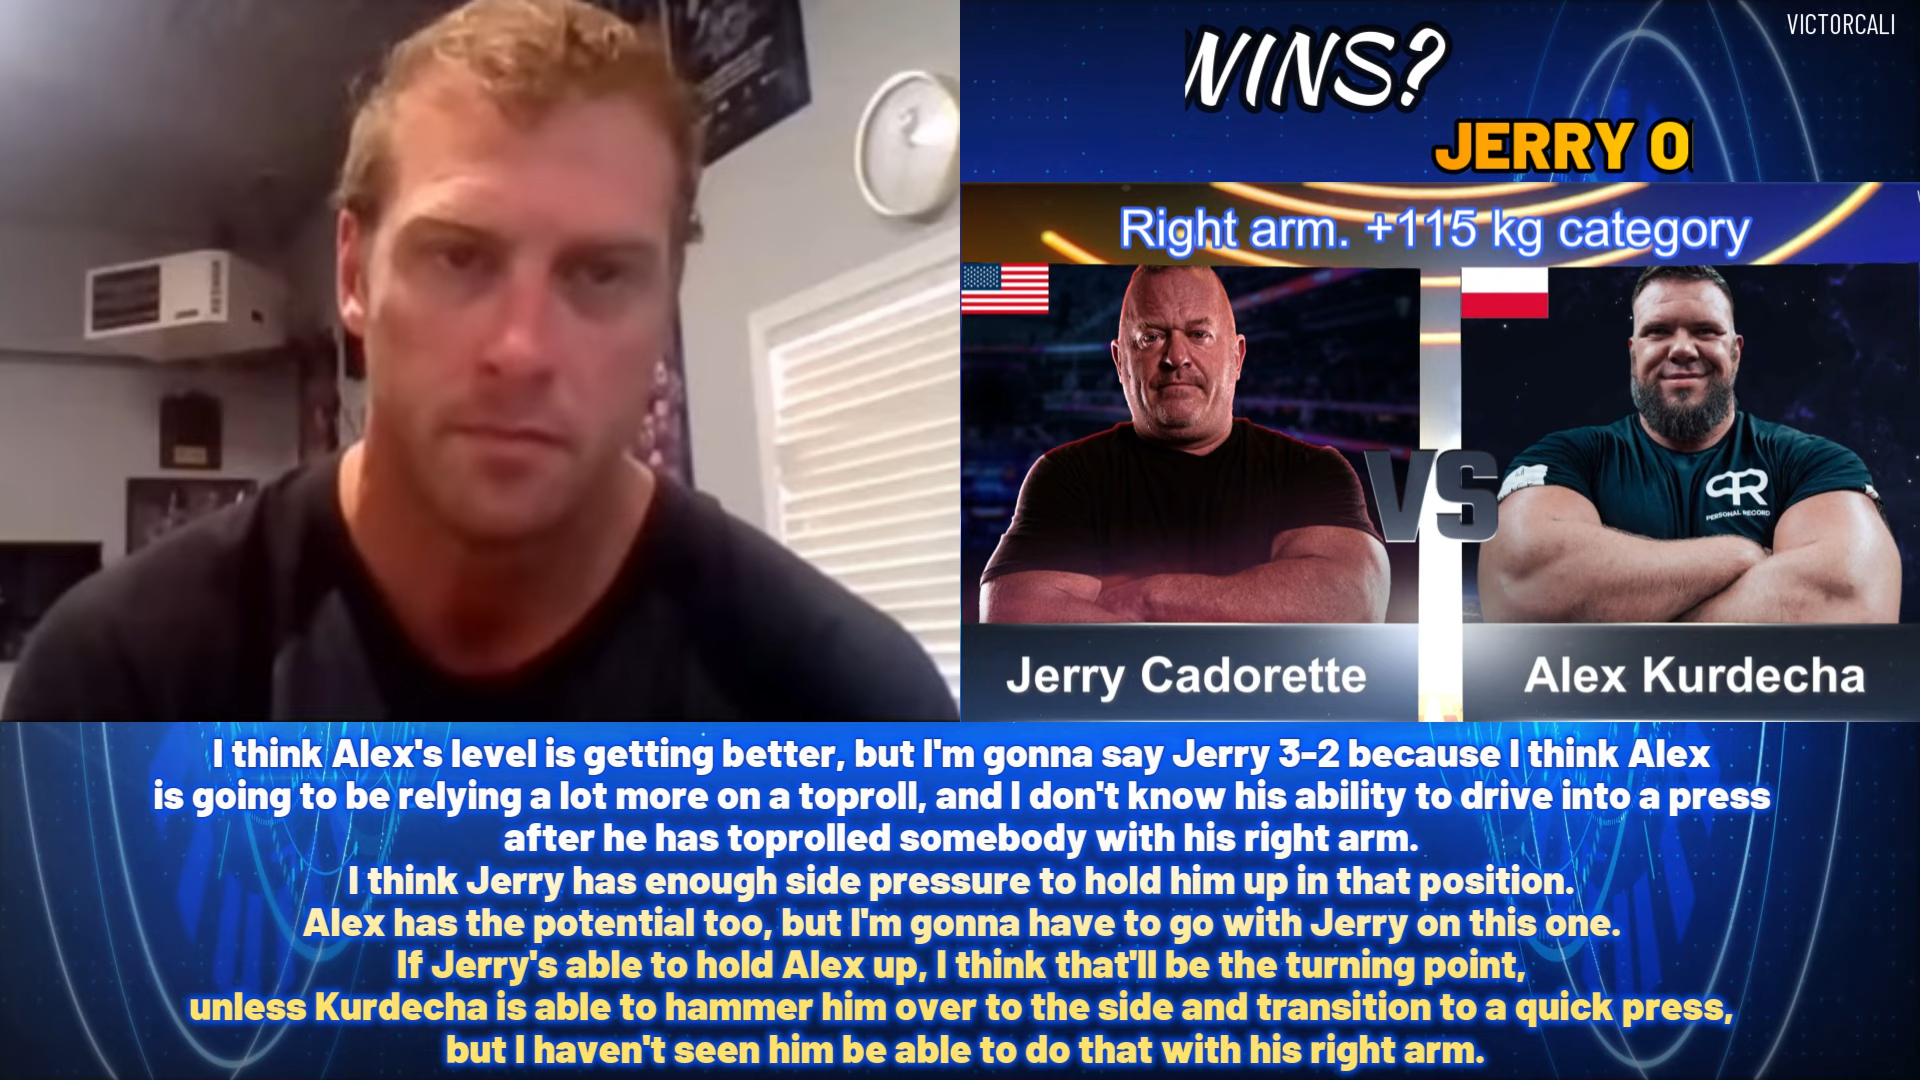 VICTORCALI
WINS?
JERRY O
Right arm. +115 kg category
VS
PR
PERSONAL RECORD
Jerry Cadorette
Alex Kurdecha
I think Alex's level is getting better, but I'm gonna say Jerry 3-2 because I think Alex
is going to be relying a lot more on a toproll, and I don't know his ability to drive into a press
after he has toprolled somebody with his right arm.
I think Jerry has enough side pressure to hold him up in that position.
Alex has the potential too, but I'm gonna have to go with Jerry on this one.
If Jerry's able to hold Alex up, I think that'll be the turning point,
unless Kurdecha is able to hammer him over to the side and transition to a quick press,
but I haven't seen him be able to do that with his right arm.